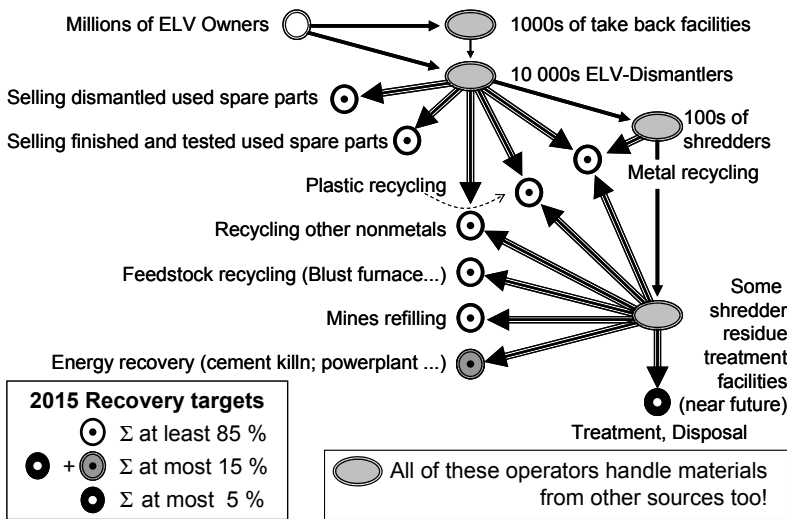 Millions of ELV Owners
1000s of take back facilities
10 000s ELV-Dismantlers
Selling dismantled used spare parts
100s of
shredders
Selling finished and tested used spare parts
Metal recycling
Plastic recycling
Recycling other nonmetals
Feedstock recycling (Blust furnace...)
Mines refilling
Energy recovery (cement killn; powerplant ...)
Some
shredder
residue
treatment
facilities
(near future)
Treatment, Disposal
2015 Recovery targets
Σ at least 85 %
+ Σ at most 15 %
Σ at most 5 %
All of these operators handle materials
from other sources too!